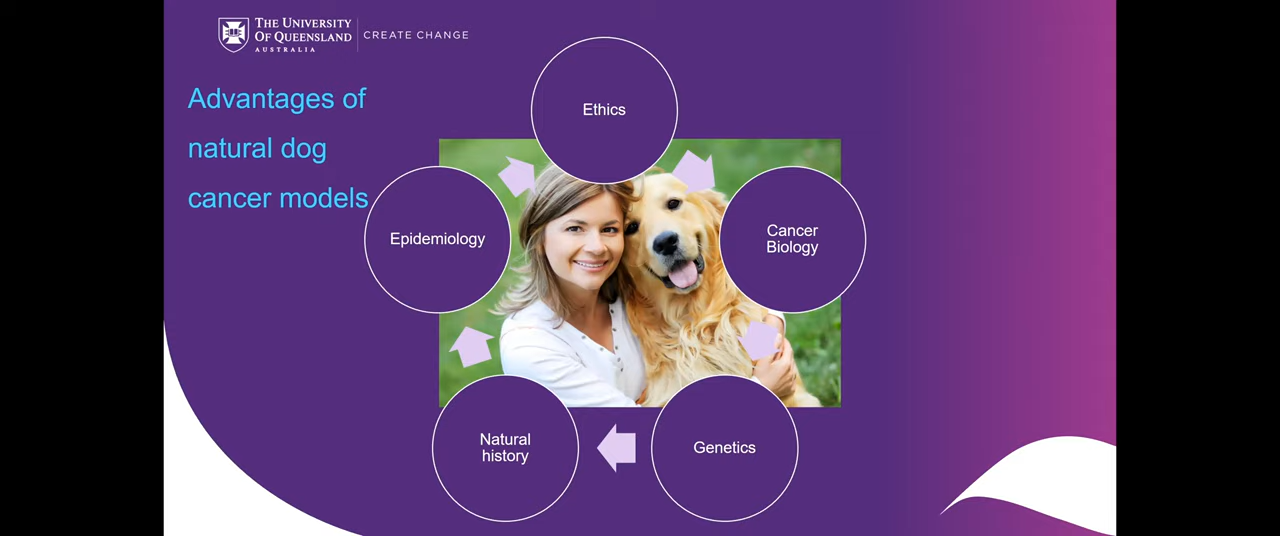 THE UNIVERSITY
OF QUEENSLAND
AUSTRALIA
CREATE CHANGE
Advantages of
natural dog
cancer models
Ethics
Cancer
Biology
Genetics
Natural
history
Epidemiology